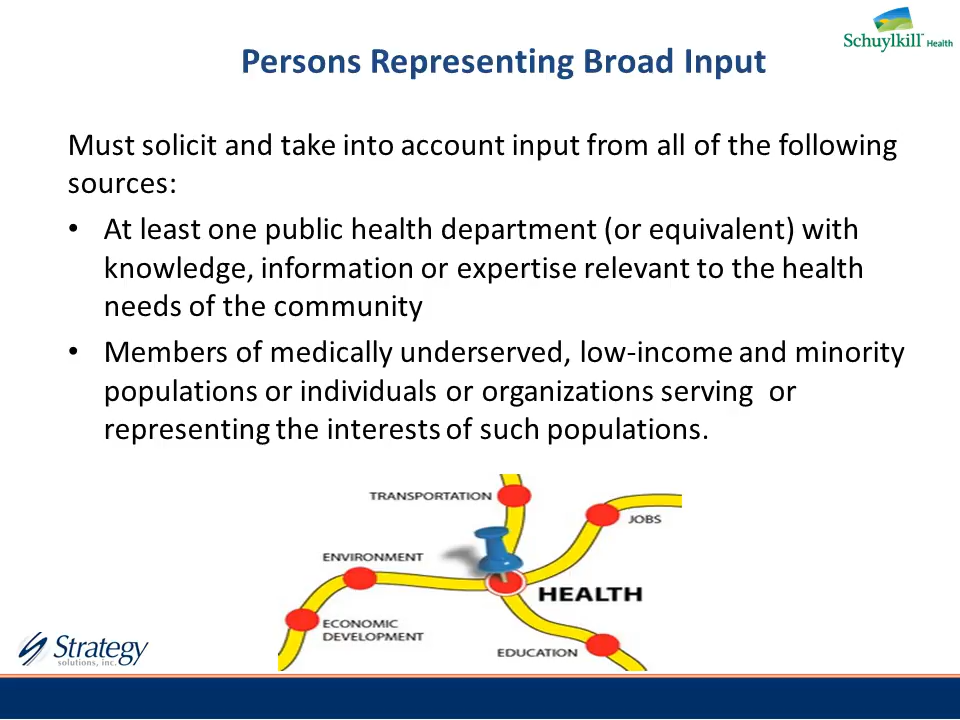 Schuylkill Health
Persons Representing Broad Input
Must solicit and take into account input from all of the following
sources:
• At least one public health department (or equivalent) with
knowledge, information or expertise relevant to the health
needs of the community
• Members of medically underserved, low-income and minority
populations or individuals or organizations serving  or
representing the interests of such populations.
TRANSPORTATION
JOBS
ENVIRONMENT
HEALTH
ECONOMIC
DEVELOPMENT
EDUCATION
Strategy
solutions, inc.